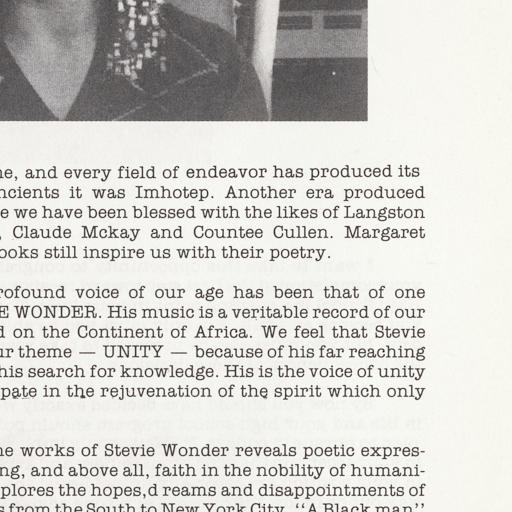 ne, and every field of endeavor has produced its
ncients it was Imhotep. Another era produced
e we have been blessed with the likes of Langston
, Claude Mckay and Countee Cullen. Margaret
ooks still inspire us with their poetry.
rofound voice of our age has been that of one
E WONDER. His music is a veritable record of our
d on the Continent of Africa. We feel that Stevie
ur theme — UNITY — because of his far reaching
his search for knowledge. His is the voice of unity
pate in the rejuvenation of the spirit which only
he works of Stevie Wonder reveals poetic expres-
ng, and above all, faith in the nobility of humani-
plores the hopes,d reams and disappointments of
s from the South to New York City. ‘‘A Black man’’